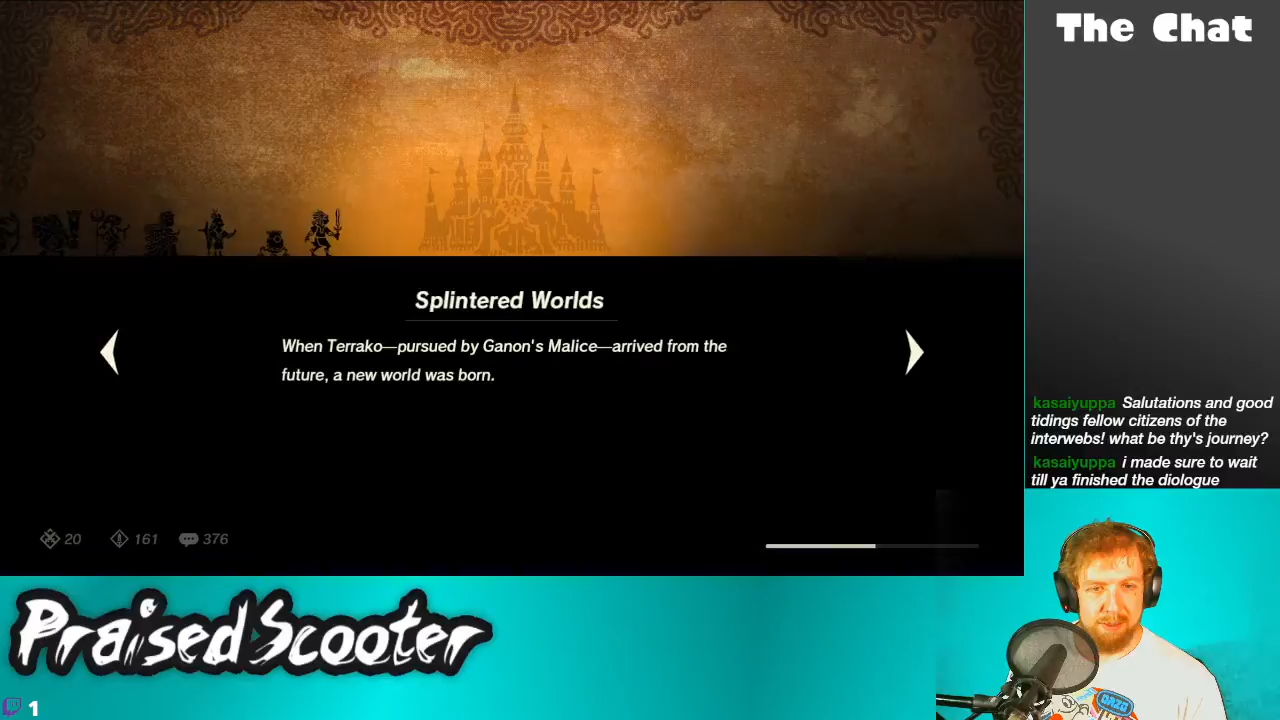 The Chat
Splintered Worlds
When Terrako—pursued by Ganon's Malice—arrived from the
future, a new world was born.
kasaiyuppa Salutations and good
tidings fellow citizens of the
interwebs! what be thy's journey?
kasaiyuppa i made sure to wait
till ya finished the diologue
20 161 376
PraisedScooter
1